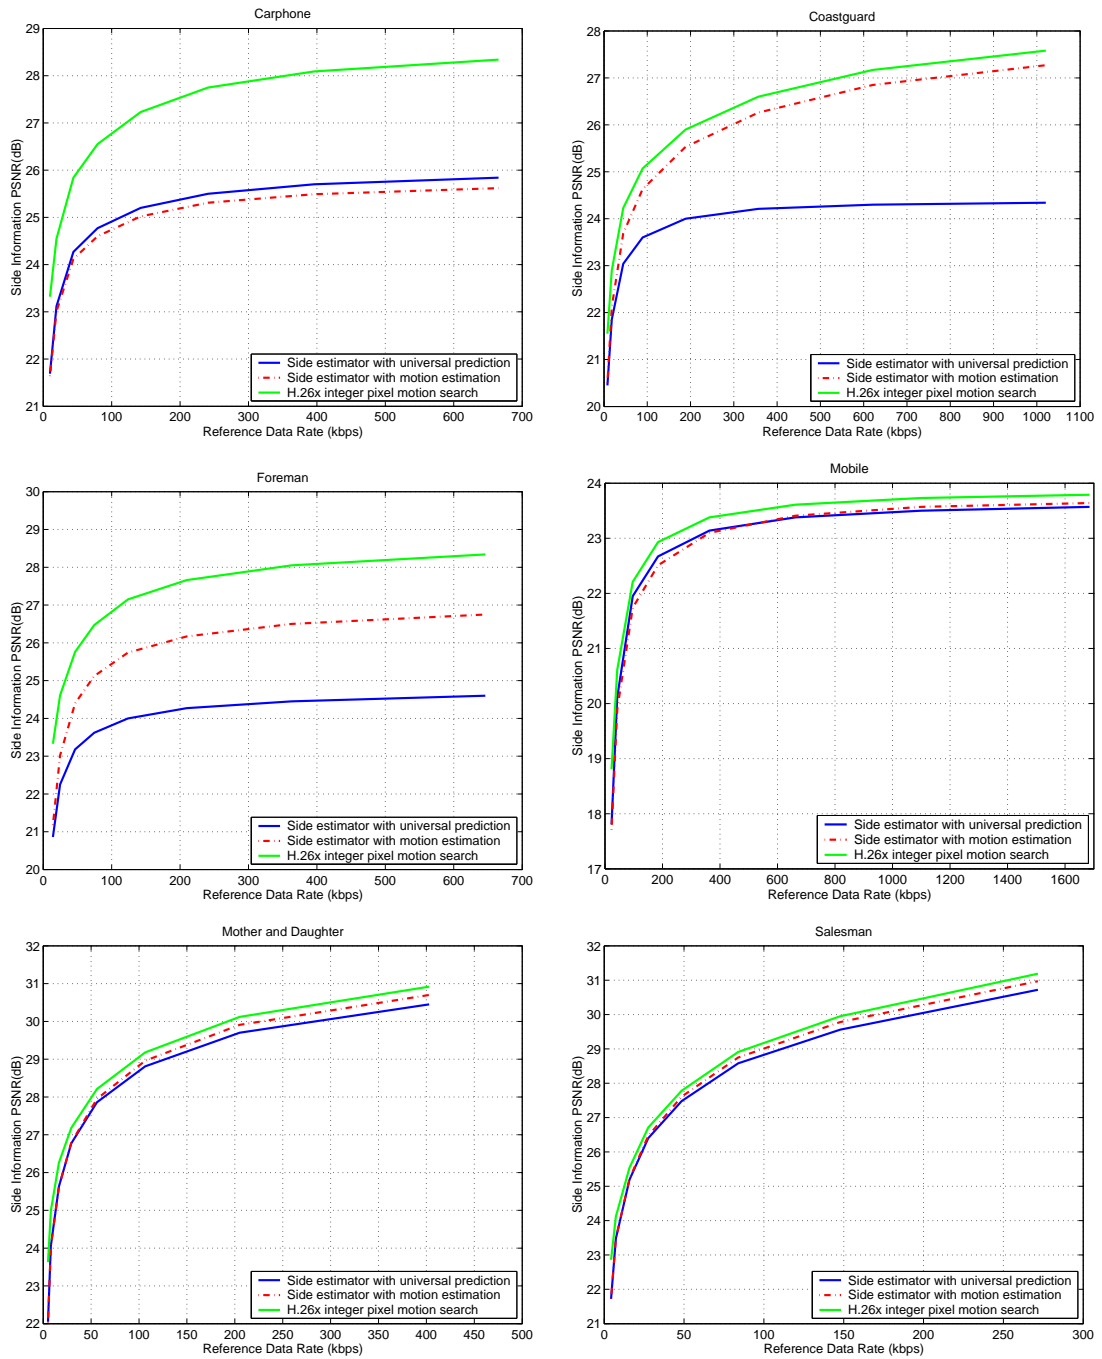 Carphone
Side Information PSNR(dB)
29
28
27
26
25
24
23
22
21
0 100 200 300 400 500 600 700
Reference Data Rate (kbps)
Side estimator with universal prediction
Side estimator with motion estimation
H.26x integer pixel motion search
Coastguard
Side Information PSNR(dB)
28
27
26
25
24
23
22
21
20
0 100 200 300 400 500 600 700 800 900 1000 1100
Reference Data Rate (kbps)
Side estimator with universal prediction
Side estimator with motion estimation
H.26x integer pixel motion search
Foreman
Side Information PSNR(dB)
30
29
28
27
26
25
24
23
22
21
20
0 100 200 300 400 500 600 700
Reference Data Rate (kbps)
Side estimator with universal prediction
Side estimator with motion estimation
H.26x integer pixel motion search
Mobile
Side Information PSNR(dB)
24
23
22
21
20
19
18
17
0 200 400 600 800 1000 1200 1400 1600
Reference Data Rate (kbps)
Side estimator with universal prediction
Side estimator with motion estimation
H.26x integer pixel motion search
Mother and Daughter
Side Information PSNR(dB)
32
31
30
29
28
27
26
25
24
23
22
0 50 100 150 200 250 300 350 400 450 500
Reference Data Rate (kbps)
Side estimator with universal prediction
Side estimator with motion estimation
H.26x integer pixel motion search
Salesman
Side Information PSNR(dB)
32
31
30
29
28
27
26
25
24
23
22
21
0 50 100 150 200 250 300
Reference Data Rate (kbps)
Side estimator with universal prediction
Side estimator with motion estimation
H.26x integer pixel motion search